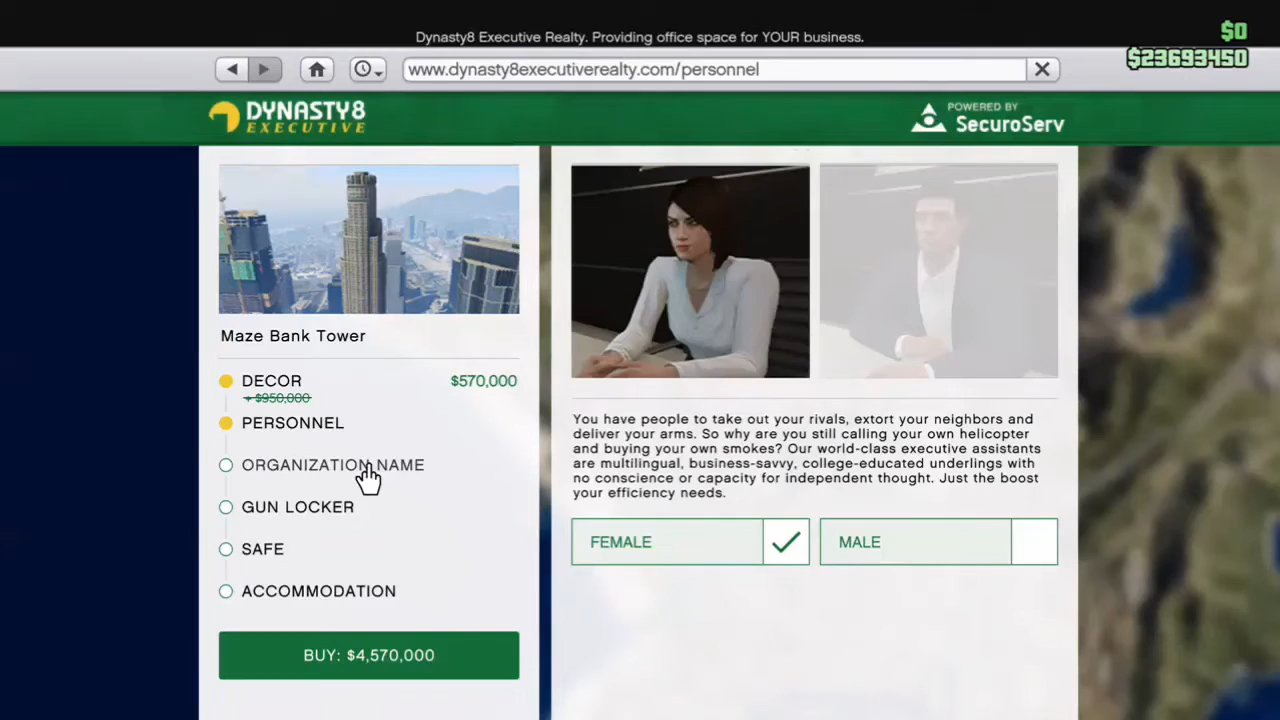 Dynasty8 Executive Realty. Providing office space for YOUR business.
$0
$23693450
www.dynasty8executiverealty.com/personnel
DYNASTY8
EXECUTIVE
POWERED BY
SecuroServ
Maze Bank Tower
DECOR $570,000
+ $950,000
PERSONNEL
ORGANIZATION NAME
GUN LOCKER
SAFE
ACCOMMODATION
BUY: $4,570,000
You have people to take out your rivals, extort your neighbors and
deliver your arms. So why are you still calling your own helicopter
and buying your own smokes? Our world-class executive assistants
are multilingual, business-savvy, college-educated underlings with
no conscience or capacity for independent thought. Just the boost
your efficiency needs.
FEMALE
MALE